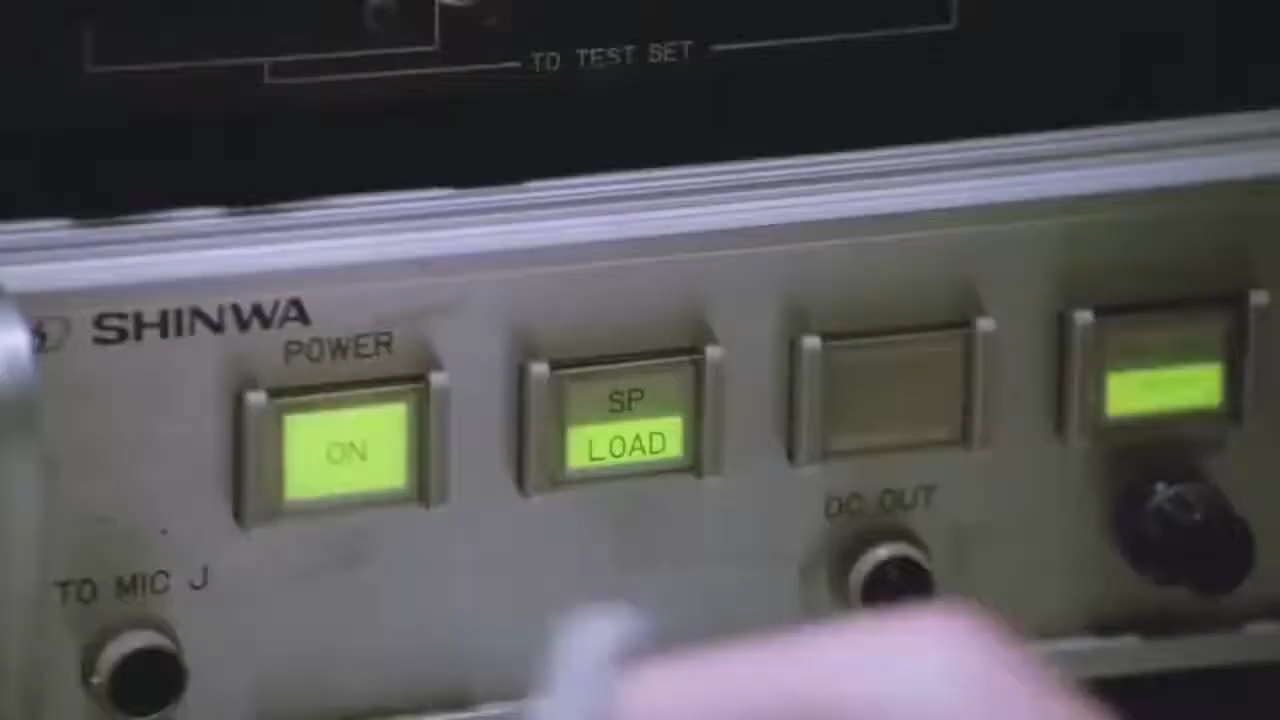 TO TEST SET
SHINWA
POWER
ON
SP
LOAD
DC OUT
TO MIC J